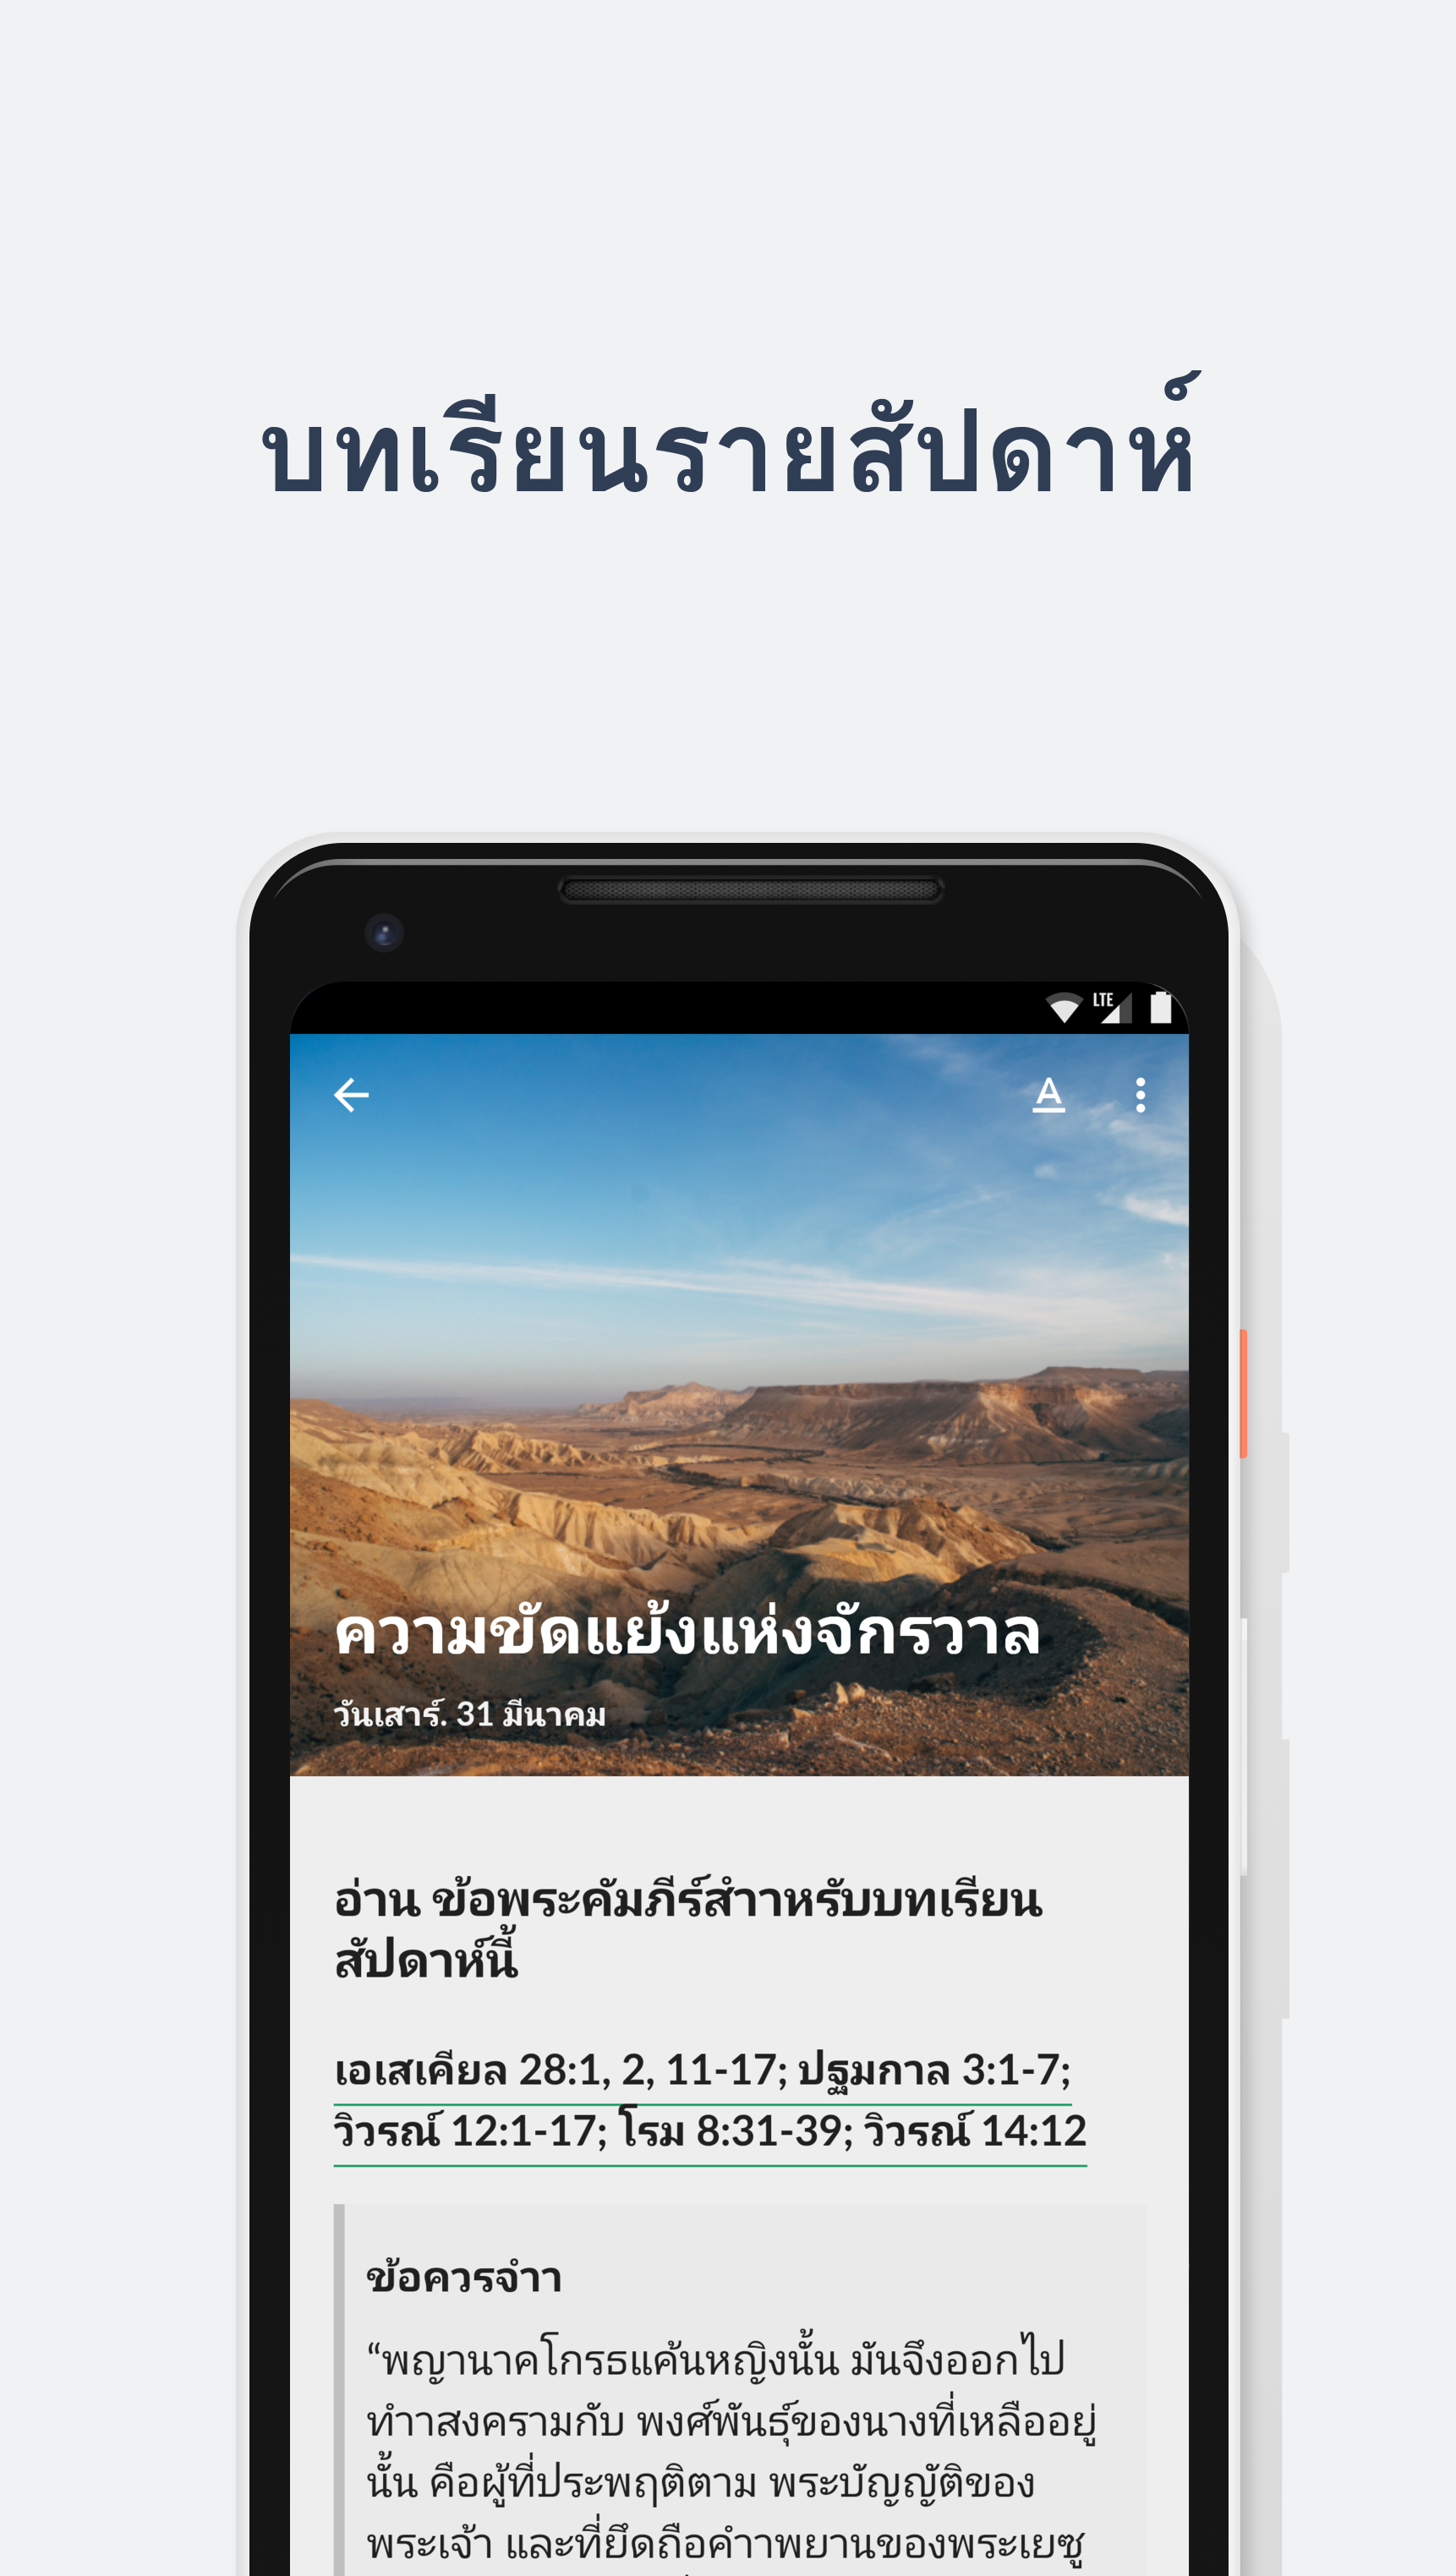 บทเรียนรายสัปดาห์
LTE
A
ความขัดแย้งแห่งจักรวาล
วันเสาร์. 31 มีนาคม
อ่าน ข้อพระคัมภีร์สำาหรับบทเรียน
สัปดาห์นี้
เอเสเคียล 28:1, 2, 11-17; ปฐมกาล 3:1-7;
วิวรณ์ 12:1-17; โรม 8:31-39; วิวรณ์ 14:12
ข้อควรจำา
“พญานาคโกรธแค้นหญิงนั้น มันจึงออกไป
ทำาสงครามกับ พงศ์พันธุ์ของนางที่เหลืออยู่
นั้น คือผู้ที่ประพฤติตาม พระบัญญัติของ
พระเจ้า และที่ยึดถือคำาพยานของพระเยซู